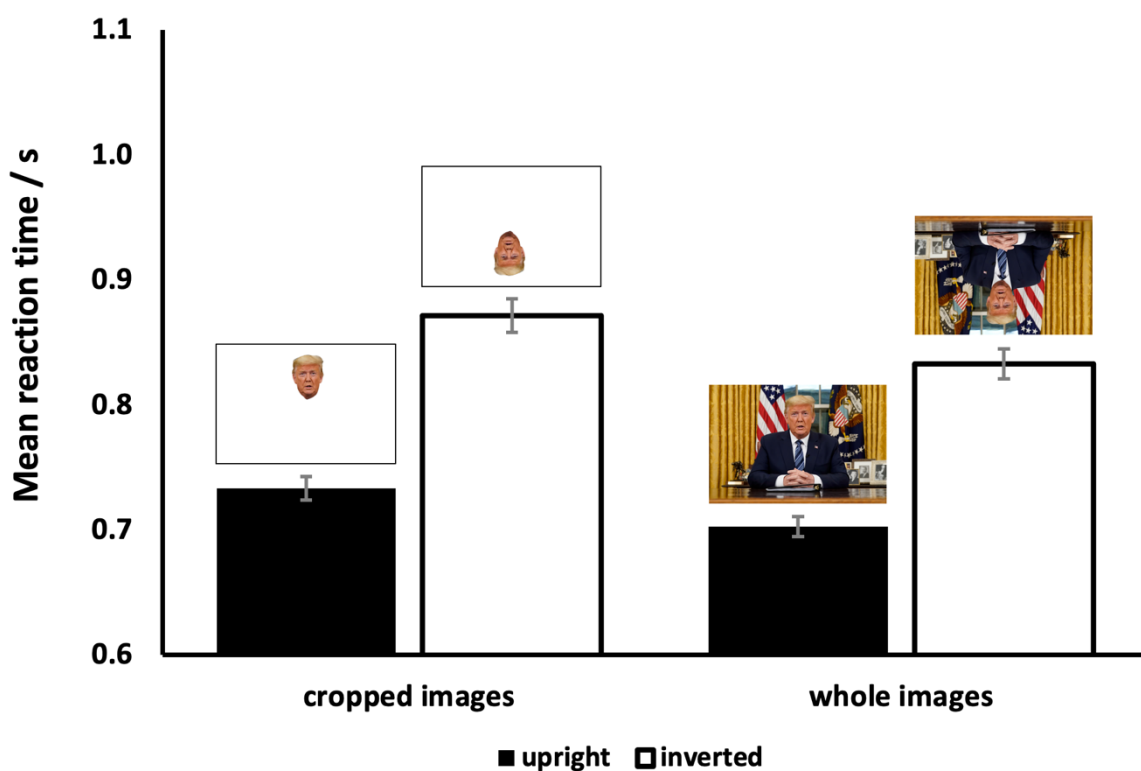 Mean reaction time / s
1.1
1.0
0.9
0.8
0.7
0.6
cropped images
whole images
upright
inverted